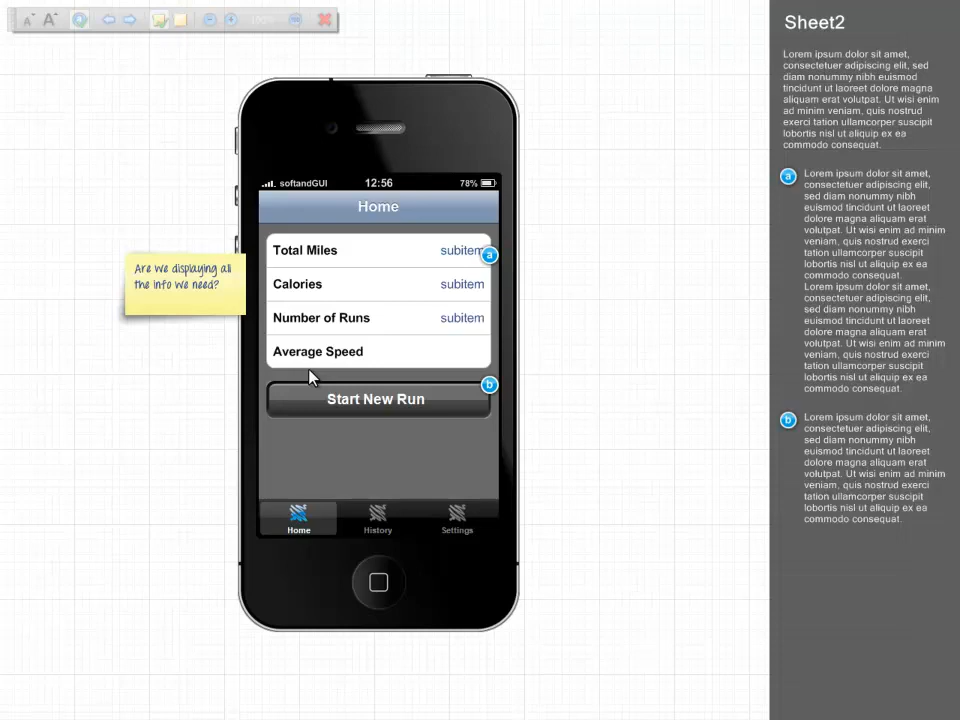 A A 100%
Sheet2
Lorem ipsum dolor sit amet,
consectetuer adipiscing elit, sed
diam nonummy nibh euismod
tincidunt ut laoreet dolore magna
aliquam erat volutpat. Ut wisi enim
ad minim veniam, quis nostrud
exerci tation ullamcorper suscipit
lobortis nisl ut aliquip ex ea
commodo consequat.
a
Lorem ipsum dolor sit amet,
consectetuer adipiscing elit,
sed diam nonummy nibh
euismod tincidunt ut laoreet
dolore magna aliquam erat
volutpat. Ut wisi enim ad minim
veniam, quis nostrud exerci
tation ullamcorper suscipit
lobortis nisl ut aliquip ex ea
commodo consequat.
Lorem ipsum dolor sit amet,
consectetuer adipiscing elit,
sed diam nonummy nibh
euismod tincidunt ut laoreet
dolore magna aliquam erat
volutpat. Ut wisi enim ad minim
veniam, quis nostrud exerci
tation ullamcorper suscipit
lobortis nisl ut aliquip ex ea
commodo consequat.
b
Lorem ipsum dolor sit amet,
consectetuer adipiscing elit,
sed diam nonummy nibh
euismod tincidunt ut laoreet
dolore magna aliquam erat
volutpat. Ut wisi enim ad minim
veniam, quis nostrud exerci
tation ullamcorper suscipit
lobortis nisl ut aliquip ex ea
commodo consequat.
softandGUI 12:56 78%
Home
Total Miles subitem a
Calories subitem
Number of Runs subitem
Average Speed
b
Start New Run
Home History Settings
Are we displaying all
the info we need?